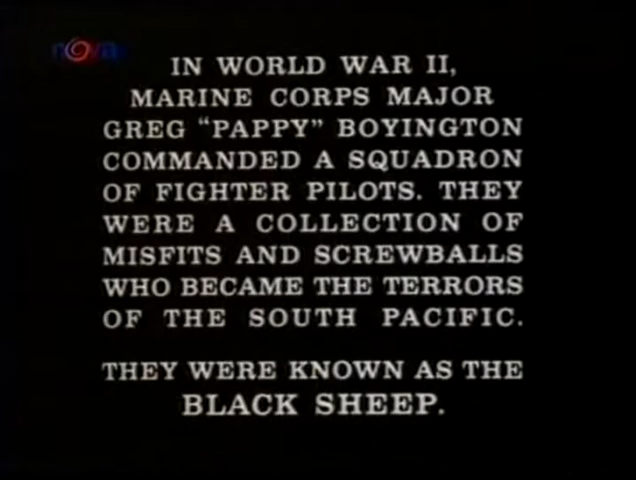 nova
IN WORLD WAR II,
MARINE CORPS MAJOR
GREG “PAPPY” BOYINGTON
COMMANDED A SQUADRON
OF FIGHTER PILOTS. THEY
WERE A COLLECTION OF
MISFITS AND SCREWBALLS
WHO BECAME THE TERRORS
OF THE SOUTH PACIFIC.
THEY WERE KNOWN AS THE
BLACK SHEEP.